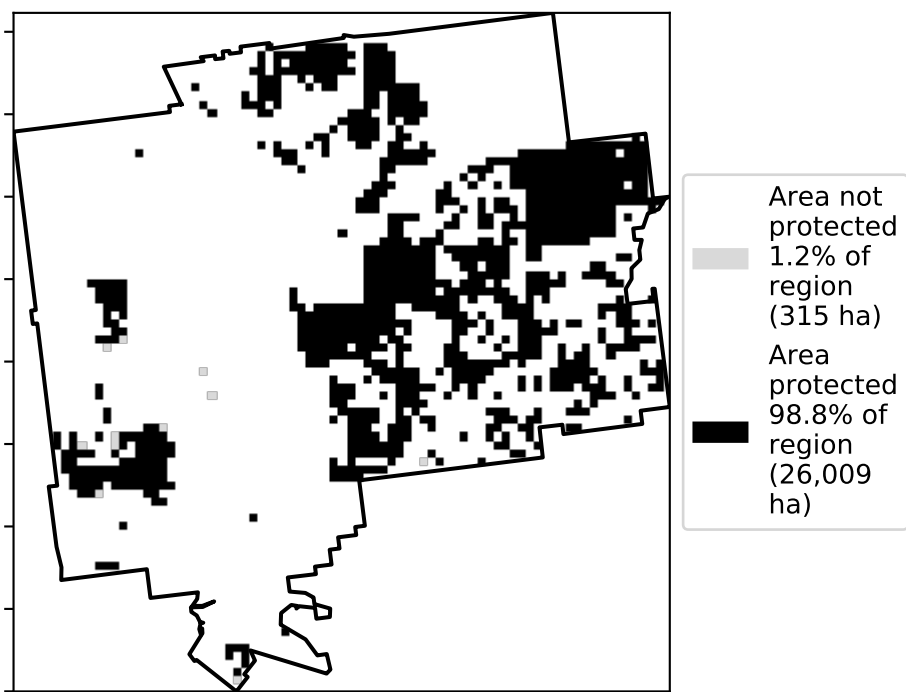 Area not
protected
1.2% of
region
(315 ha)
Area
protected
98.8% of
region
(26,009
ha)